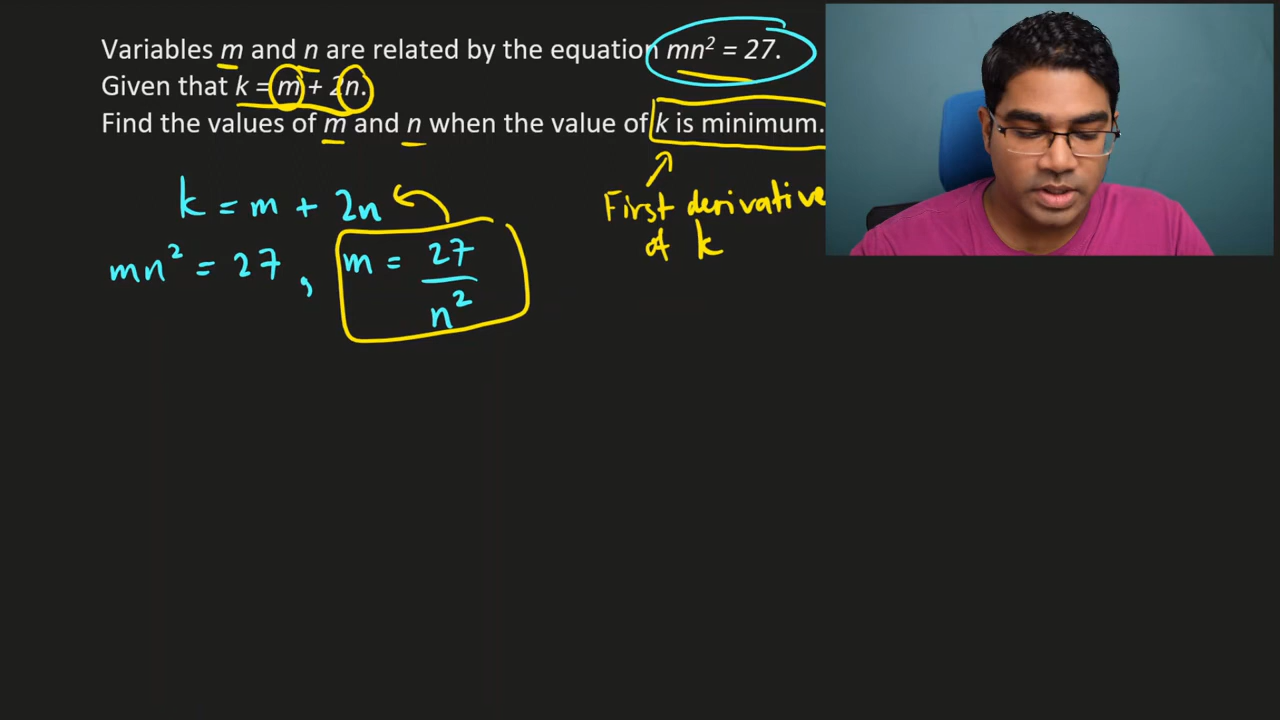 Variables m and n are related by the equation mn² = 27.
Given that k = m + 2n.
Find the values of m and n when the value of k is minimum.
k = m + 2n
First derivative
of k
mn² = 27, m = 27/n²